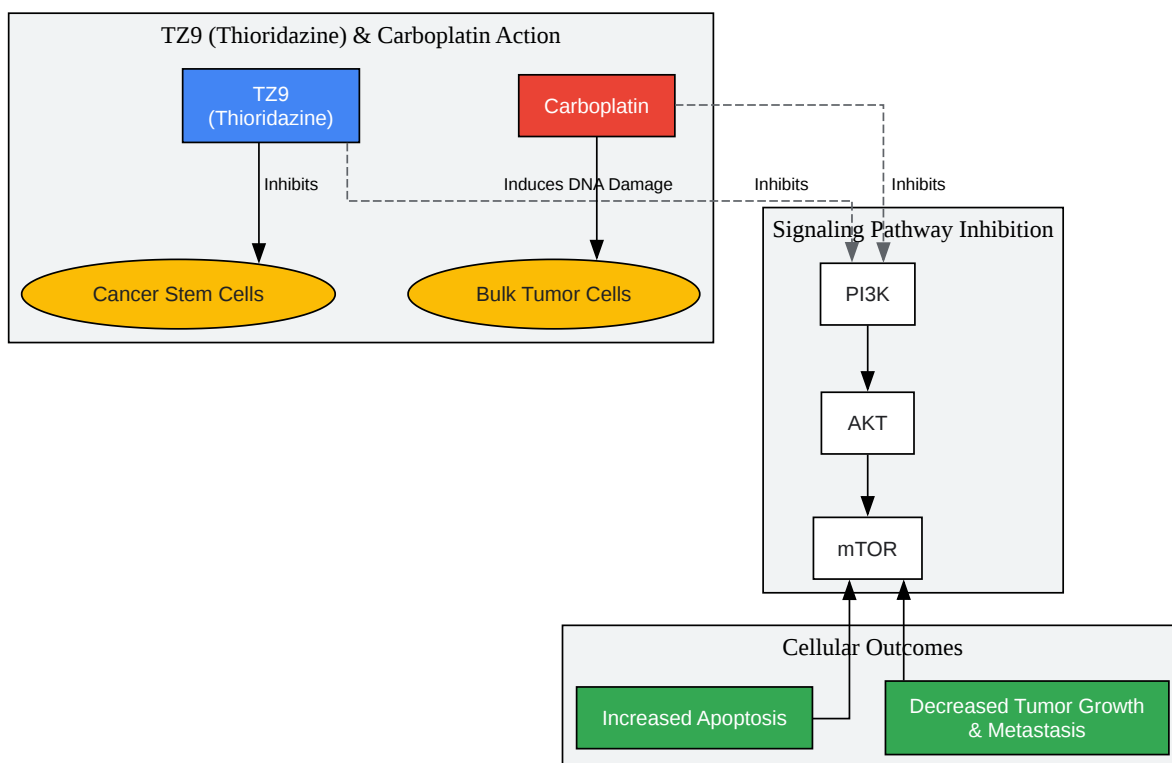 TZ9 (Thioridazine) & Carboplatin Action
TZ9
(Thioridazine)
Carboplatin
Inhibits
Induces DNA Damage
Inhibits
Inhibits
Cancer Stem Cells
Bulk Tumor Cells
Signaling Pathway Inhibition
PI3K
AKT
mTOR
Cellular Outcomes
Increased Apoptosis
Decreased Tumor Growth
& Metastasis